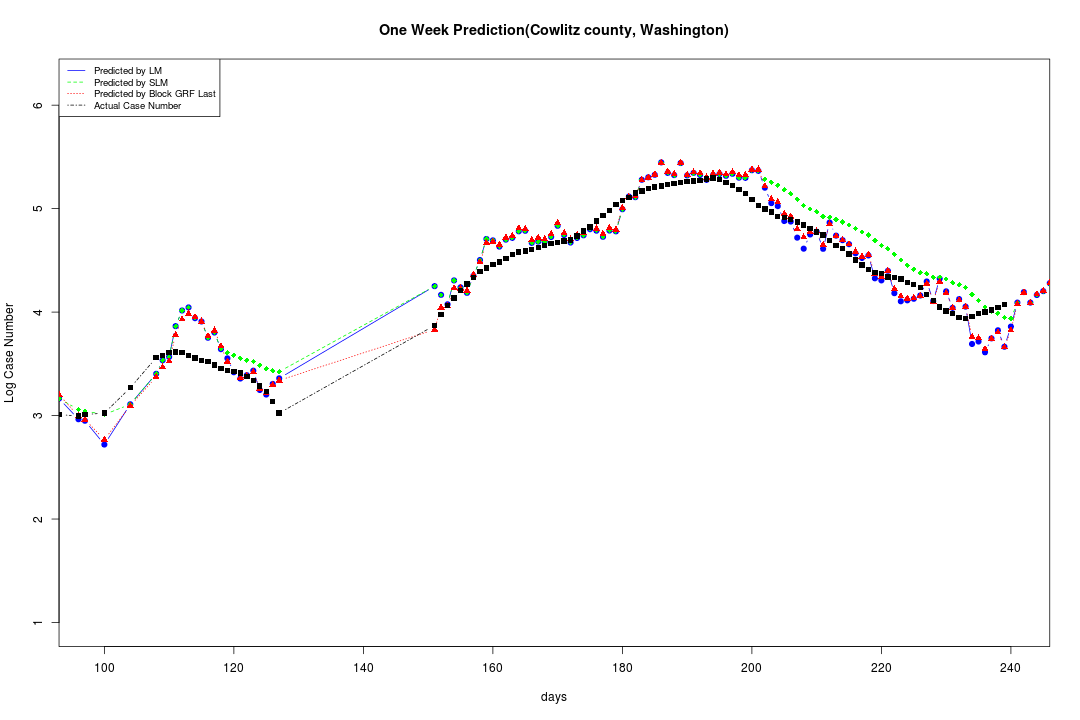 One Week Prediction(Cowlitz county, Washington)
Predicted by LM
Predicted by SLM
Predicted by Block GRF Last
Actual Case Number
Log Case Number
6
5
4
3
2
1
100 120 140 160 180 200 220 240
days